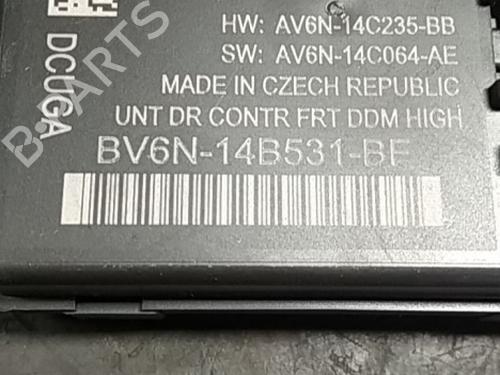 HW: AV6N-14C235-BB
SW: AV6N-14C064-AE
MADE IN CZECH REPUBLIC
UNT DR CONTR FRT DDM HIGH
BV6N-14B531-BF
DCUGA
B-PARTS